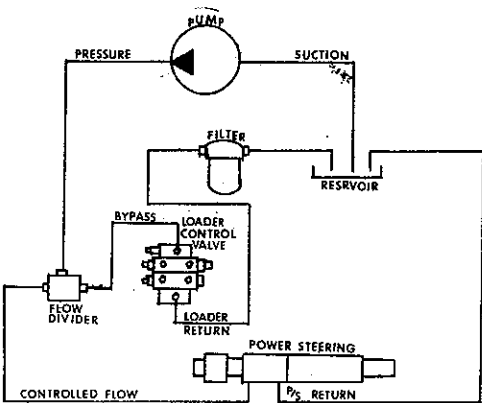 PUMP
PRESSURE
SUCTION
FILTER
RESRVOIR
BYPASS
LOADER
CONTROL
VALVE
FLOW
DIVIDER
LOADER
RETURN
POWER STEERING
CONTROLLED FLOW
P/S RETURN